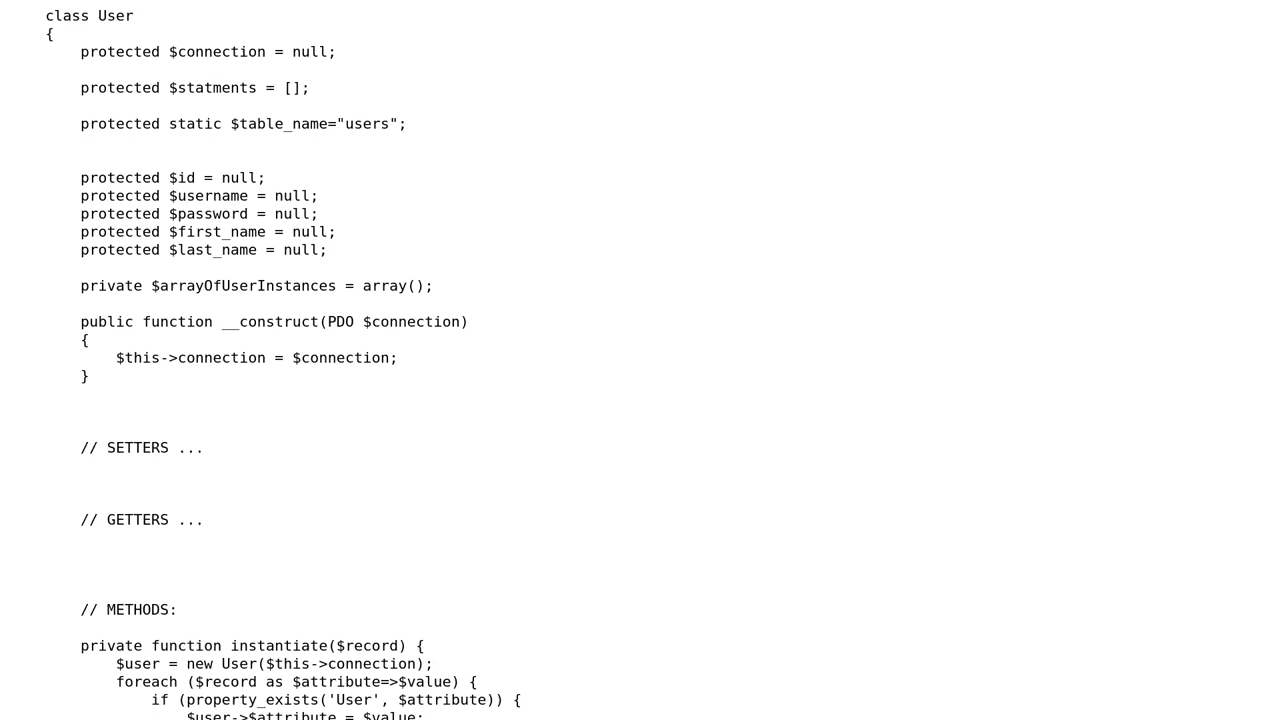 class User
{
    protected $connection = null;
    protected $statments = [];
    protected static $table_name="users";
    protected $id = null;
    protected $username = null;
    protected $password = null;
    protected $first_name = null;
    protected $last_name = null;
    private $arrayOfUserInstances = array();
    public function __construct(PDO $connection)
    {
        $this->connection = $connection;
    }
    // SETTERS ...
    // GETTERS ...
    // METHODS:
    private function instantiate($record) {
        $user = new User($this->connection);
        foreach ($record as $attribute=>$value) {
            if (property_exists('User', $attribute)) {
                $user->$attribute = $value;